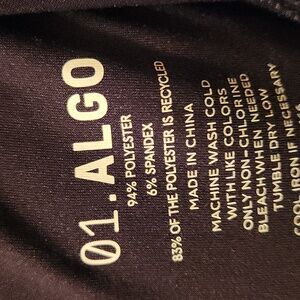 01.ALGO
94% POLYESTER
6% SPANDEX
83% OF THE POLYESTER IS RECYCLED
MADE IN CHINA
MACHINE WASH COLD
WITH LIKE COLORS
ONLY NON-CHLORINE
BLEACH WHEN NEEDED
TUMBLE DRY LOW
COOL IRON IF NECESSARY